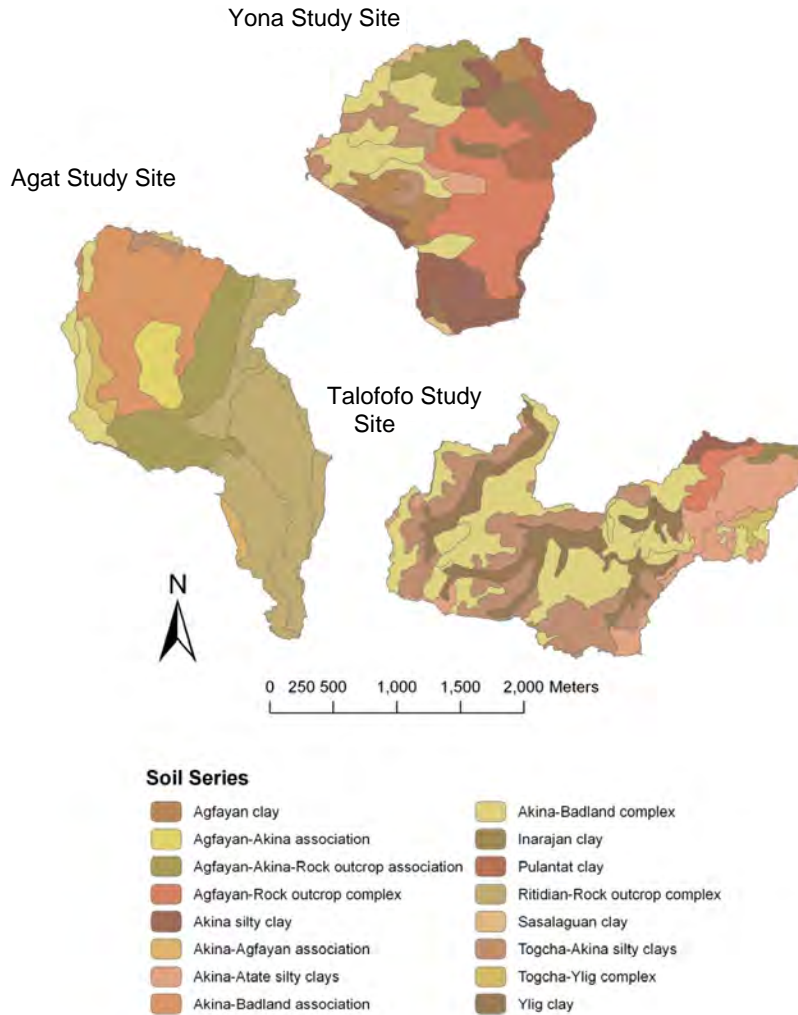 Yona Study Site
Agat Study Site
Talofofo Study
Site
N
0 250 500 1,000 1,500 2,000 Meters
Soil Series
Agfayan clay
Agfayan-Akina association
Agfayan-Akina-Rock outcrop association
Agfayan-Rock outcrop complex
Akina silty clay
Akina-Agfayan association
Akina-Atate silty clays
Akina-Badland association
Akina-Badland complex
Inarajan clay
Pulantat clay
Ritidian-Rock outcrop complex
Sasalaguan clay
Togcha-Akina silty clays
Togcha-Ylig complex
Ylig clay